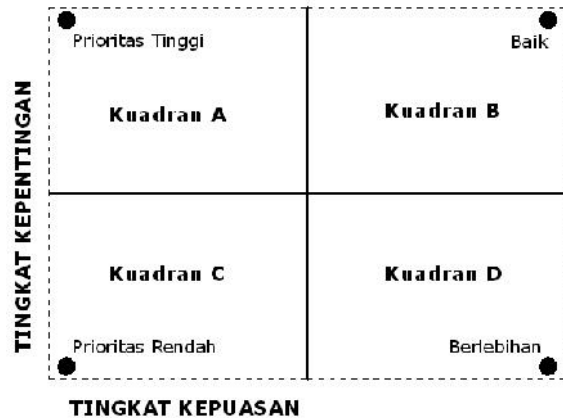 Prioritas Tinggi
Baik
Kuadran A
Kuadran B
TINGKAT KEPENTINGAN
Kuadran C
Kuadran D
Prioritas Rendah
Berlebihan
TINGKAT KEPUASAN